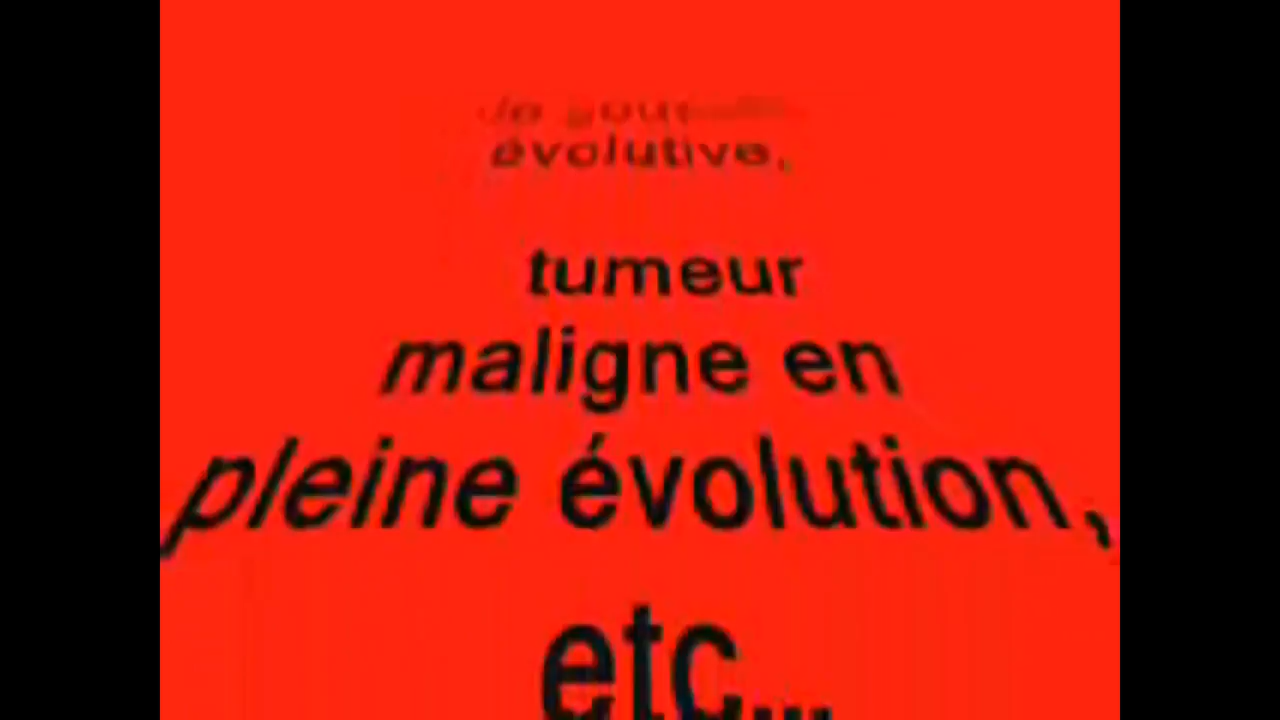 évolutive,
tumeur
maligne en
pleine évolution,
etc...